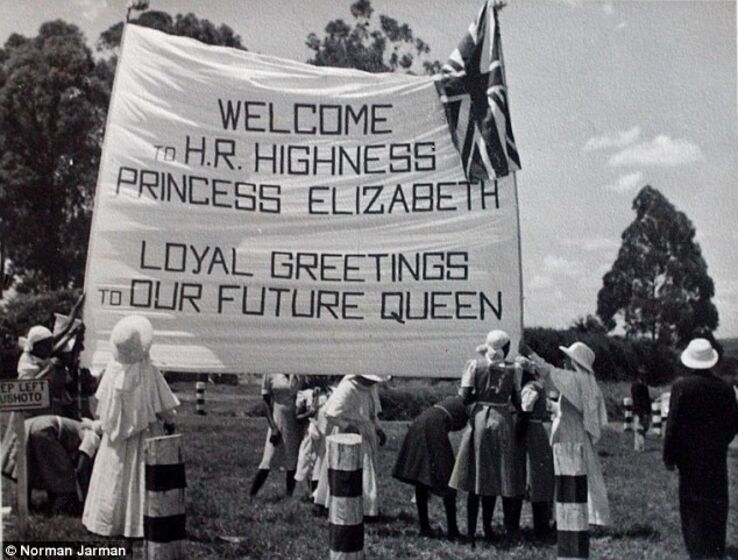 WELCOME
TO H.R. HIGHNESS
PRINCESS ELIZABETH
LOYAL GREETINGS
TO OUR FUTURE QUEEN
EP LEFT
USHOTO
© Norman Jarman